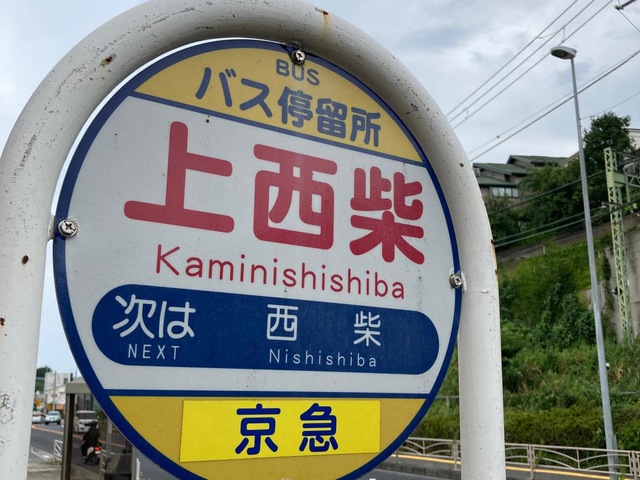 BUS
バス停留所
上西柴
Kaminishishiba
次は 西 柴
NEXT Nishishiba
京急